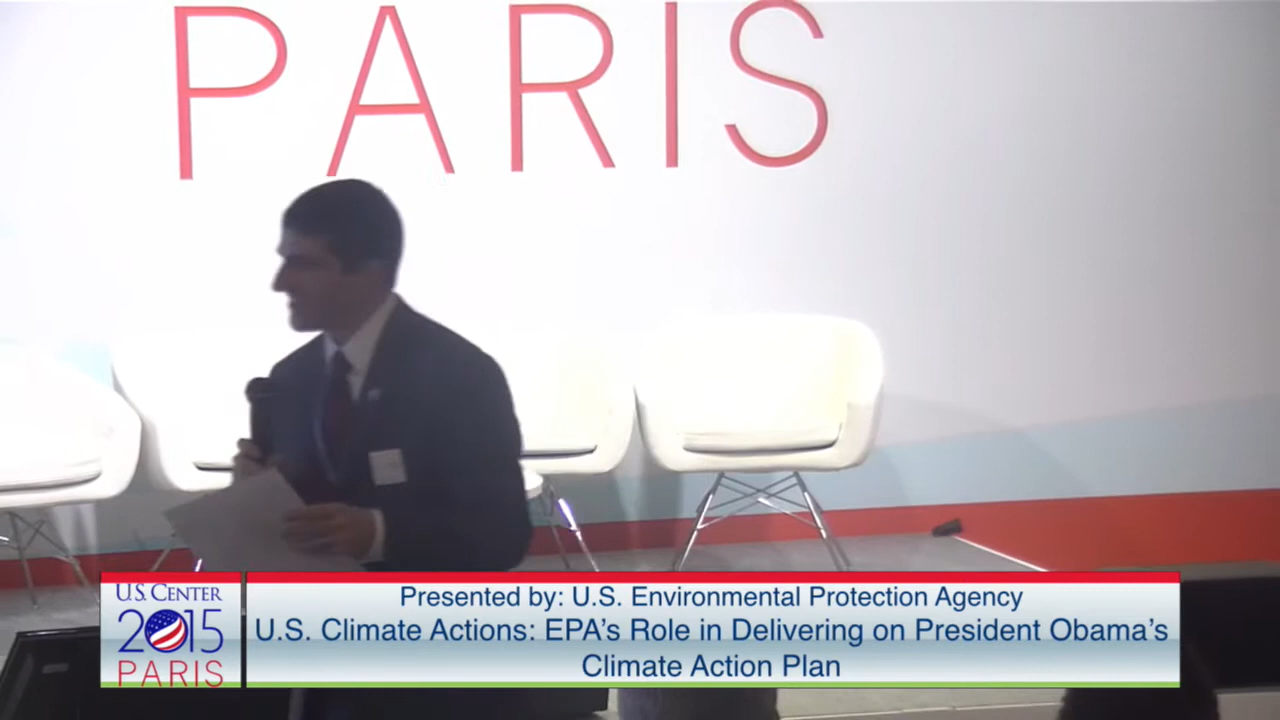 PARIS
U.S. CENTER
2015
PARIS
Presented by: U.S. Environmental Protection Agency
U.S. Climate Actions: EPA's Role in Delivering on President Obama's
Climate Action Plan